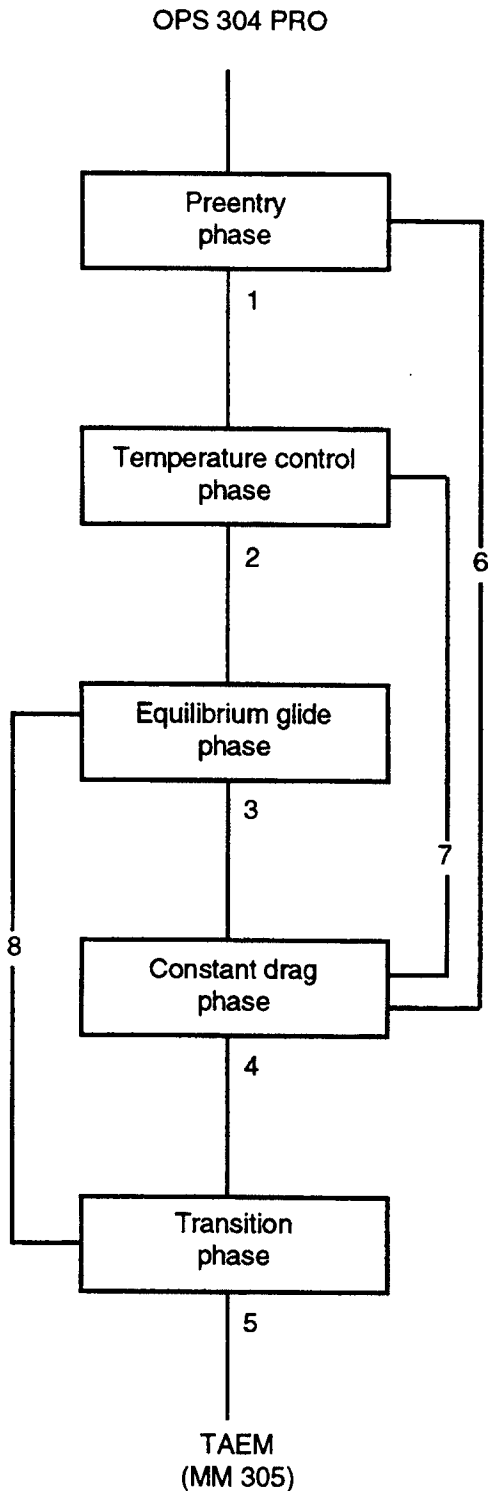 OPS 304 PRO
Preentry
phase
1
Temperature control
phase
2
6
Equilibrium glide
phase
3
7
8
Constant drag
phase
4
Transition
phase
5
TAEM
(MM 305)